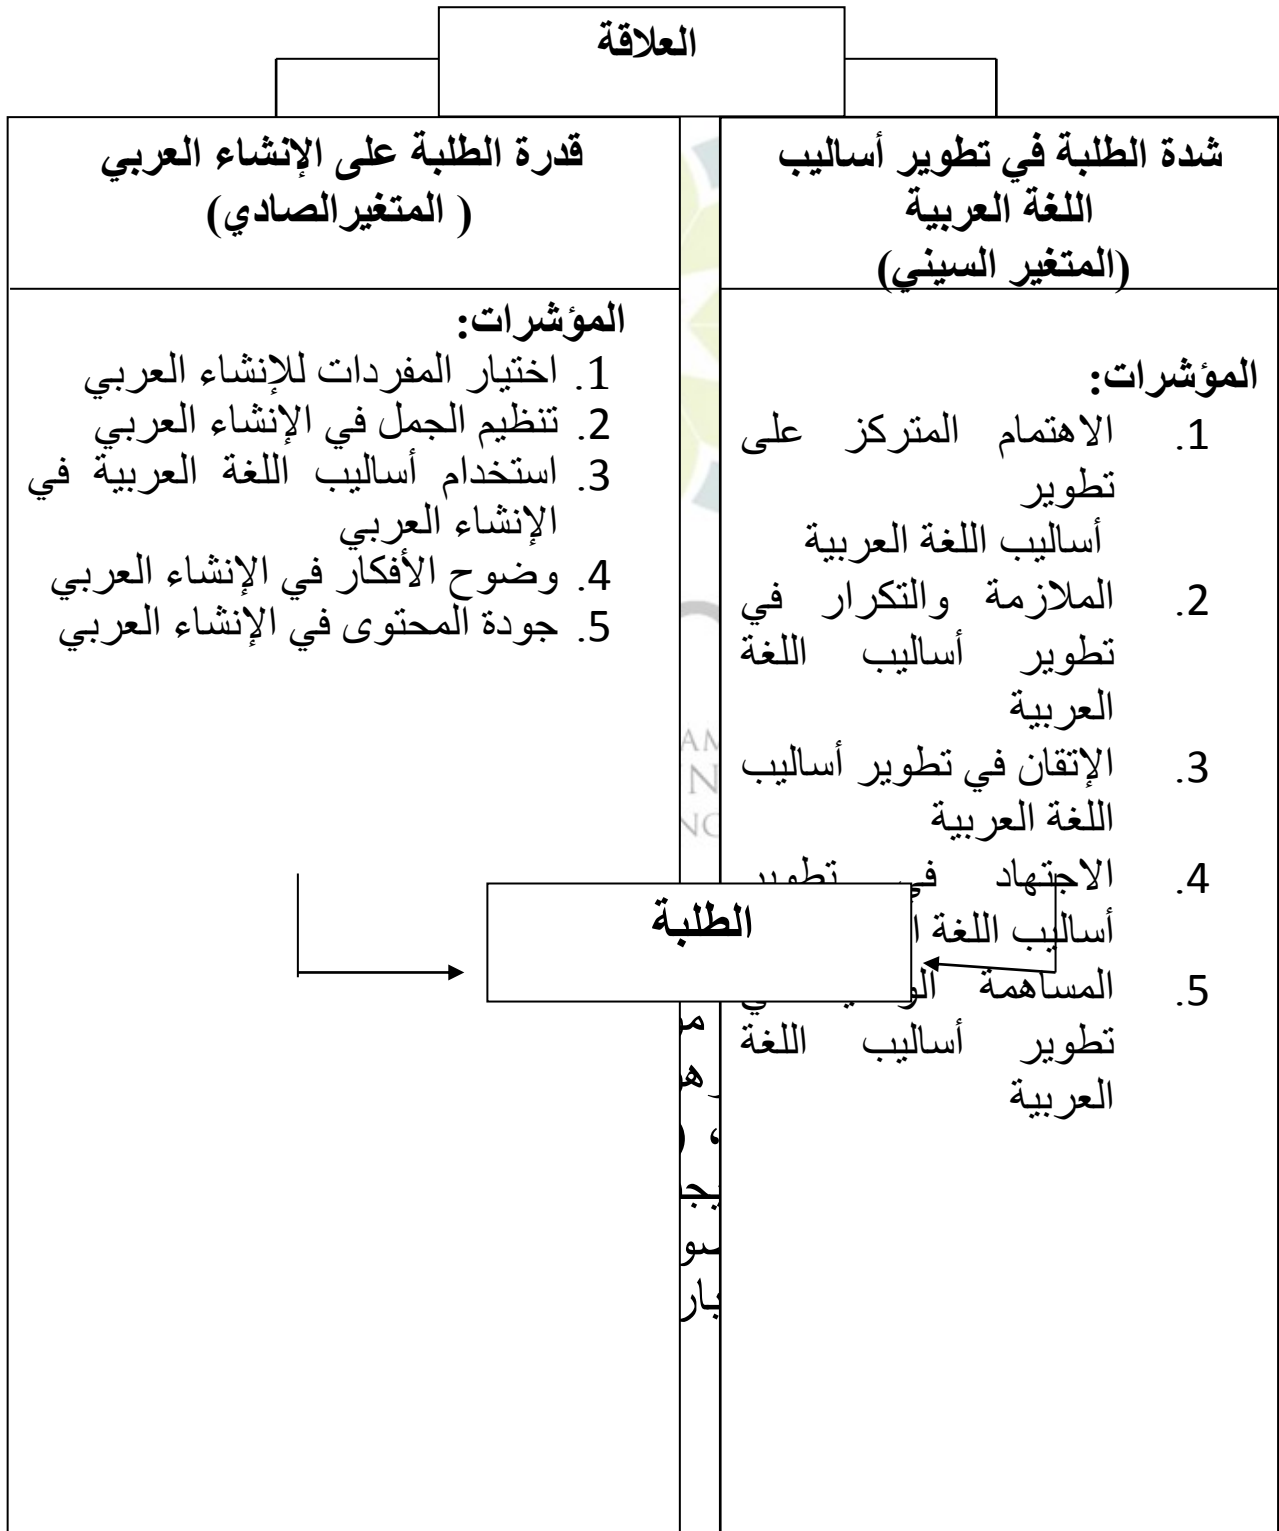 العلاقة
شدة الطلبة في تطوير أساليب
اللغة العربية
(المتغير السيني)
المؤشرات:
1. الاهتمام المتركز على
تطوير
أساليب اللغة العربية
2. الملازمة والتكرار في
تطوير أساليب اللغة
العربية
3. الإتقان في تطوير أساليب
اللغة العربية
4. الاجتهاد في تطوير
أساليب اللغة
5. المساهمة
تطوير أساليب اللغة
العربية
قدرة الطلبة على الإنشاء العربي
( المتغيرالصادي)
المؤشرات:
1. اختيار المفردات للإنشاء العربي
2. تنظيم الجمل في الإنشاء العربي
3. استخدام أساليب اللغة العربية في
الإنشاء العربي
4. وضوح الأفكار في الإنشاء العربي
5. جودة المحتوى في الإنشاء العربي
الطلبة